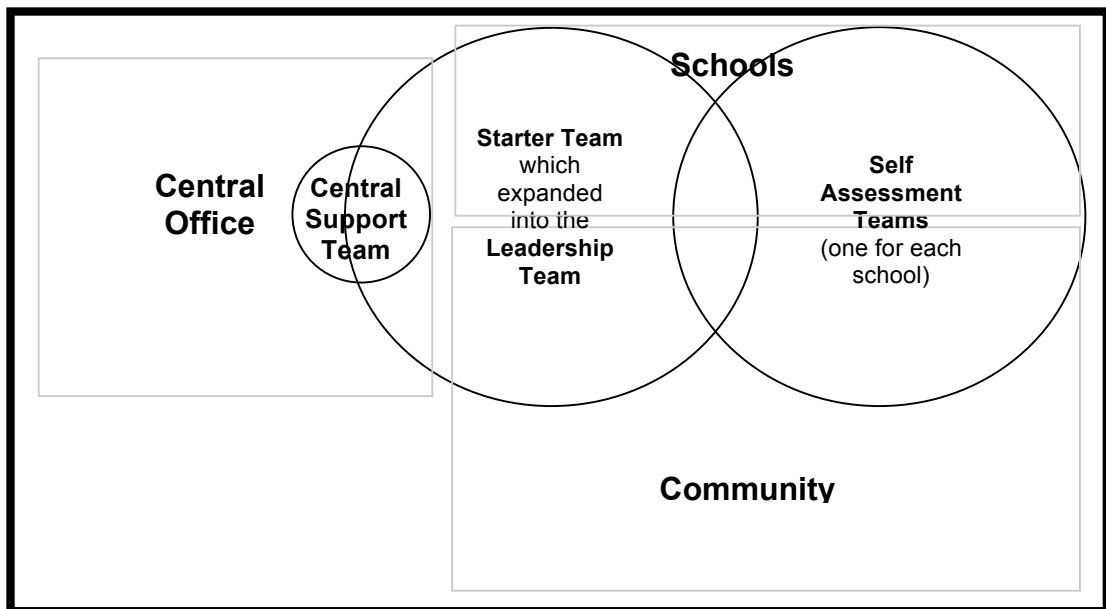 Schools
Central
Office
Central
Support
Team
Starter Team
which
expanded
into the
Leadership
Team
Self
Assessment
Teams
(one for each
school)
Community